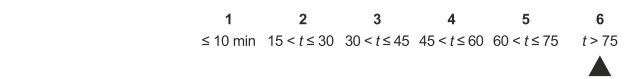 1 2 3 4 5 6
≤ 10 min 15 < t ≤ 30 30 < t ≤ 45 45 < t ≤ 60 60 < t ≤ 75 t > 75